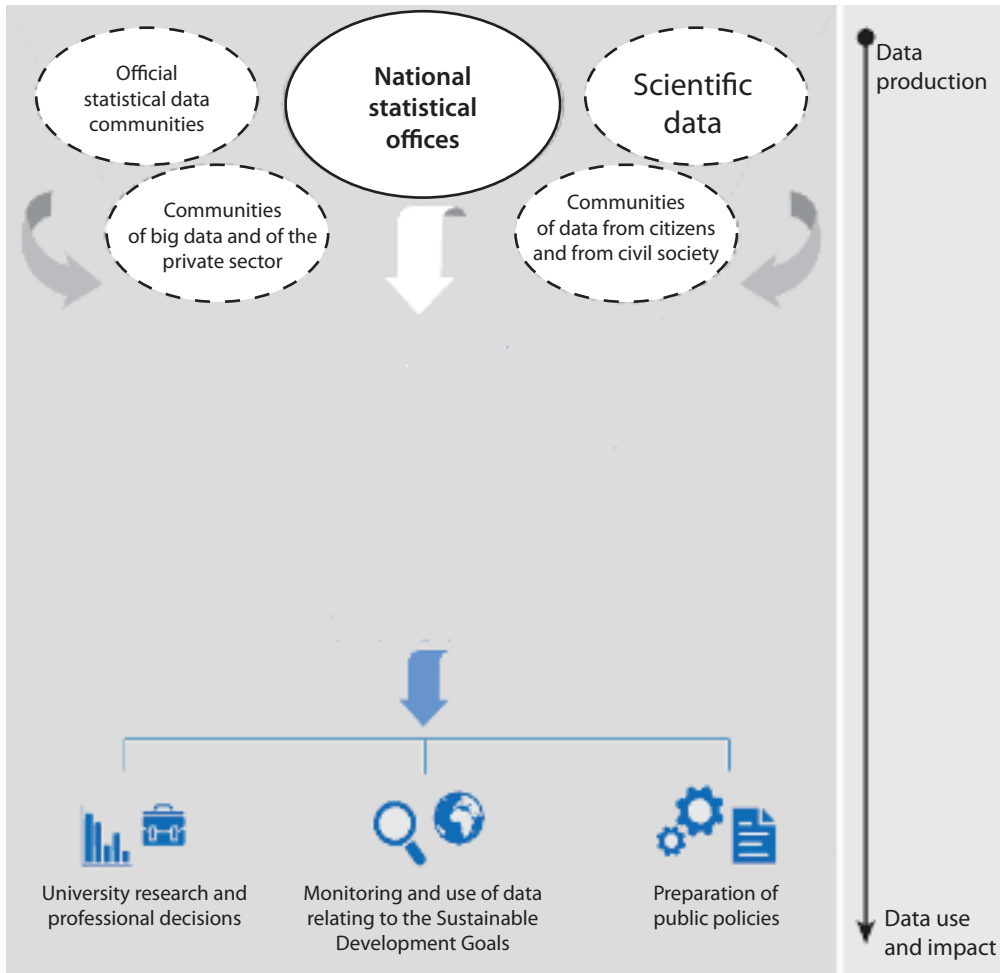 Official
statistical data
communities
National
statistical
offices
Scientific
data
Data
production
Communities
of big data and of the
private sector
Communities
of data from citizens
and from civil society
University research and
professional decisions
Monitoring and use of data
relating to the Sustainable
Development Goals
Preparation of
public policies
Data use
and impact